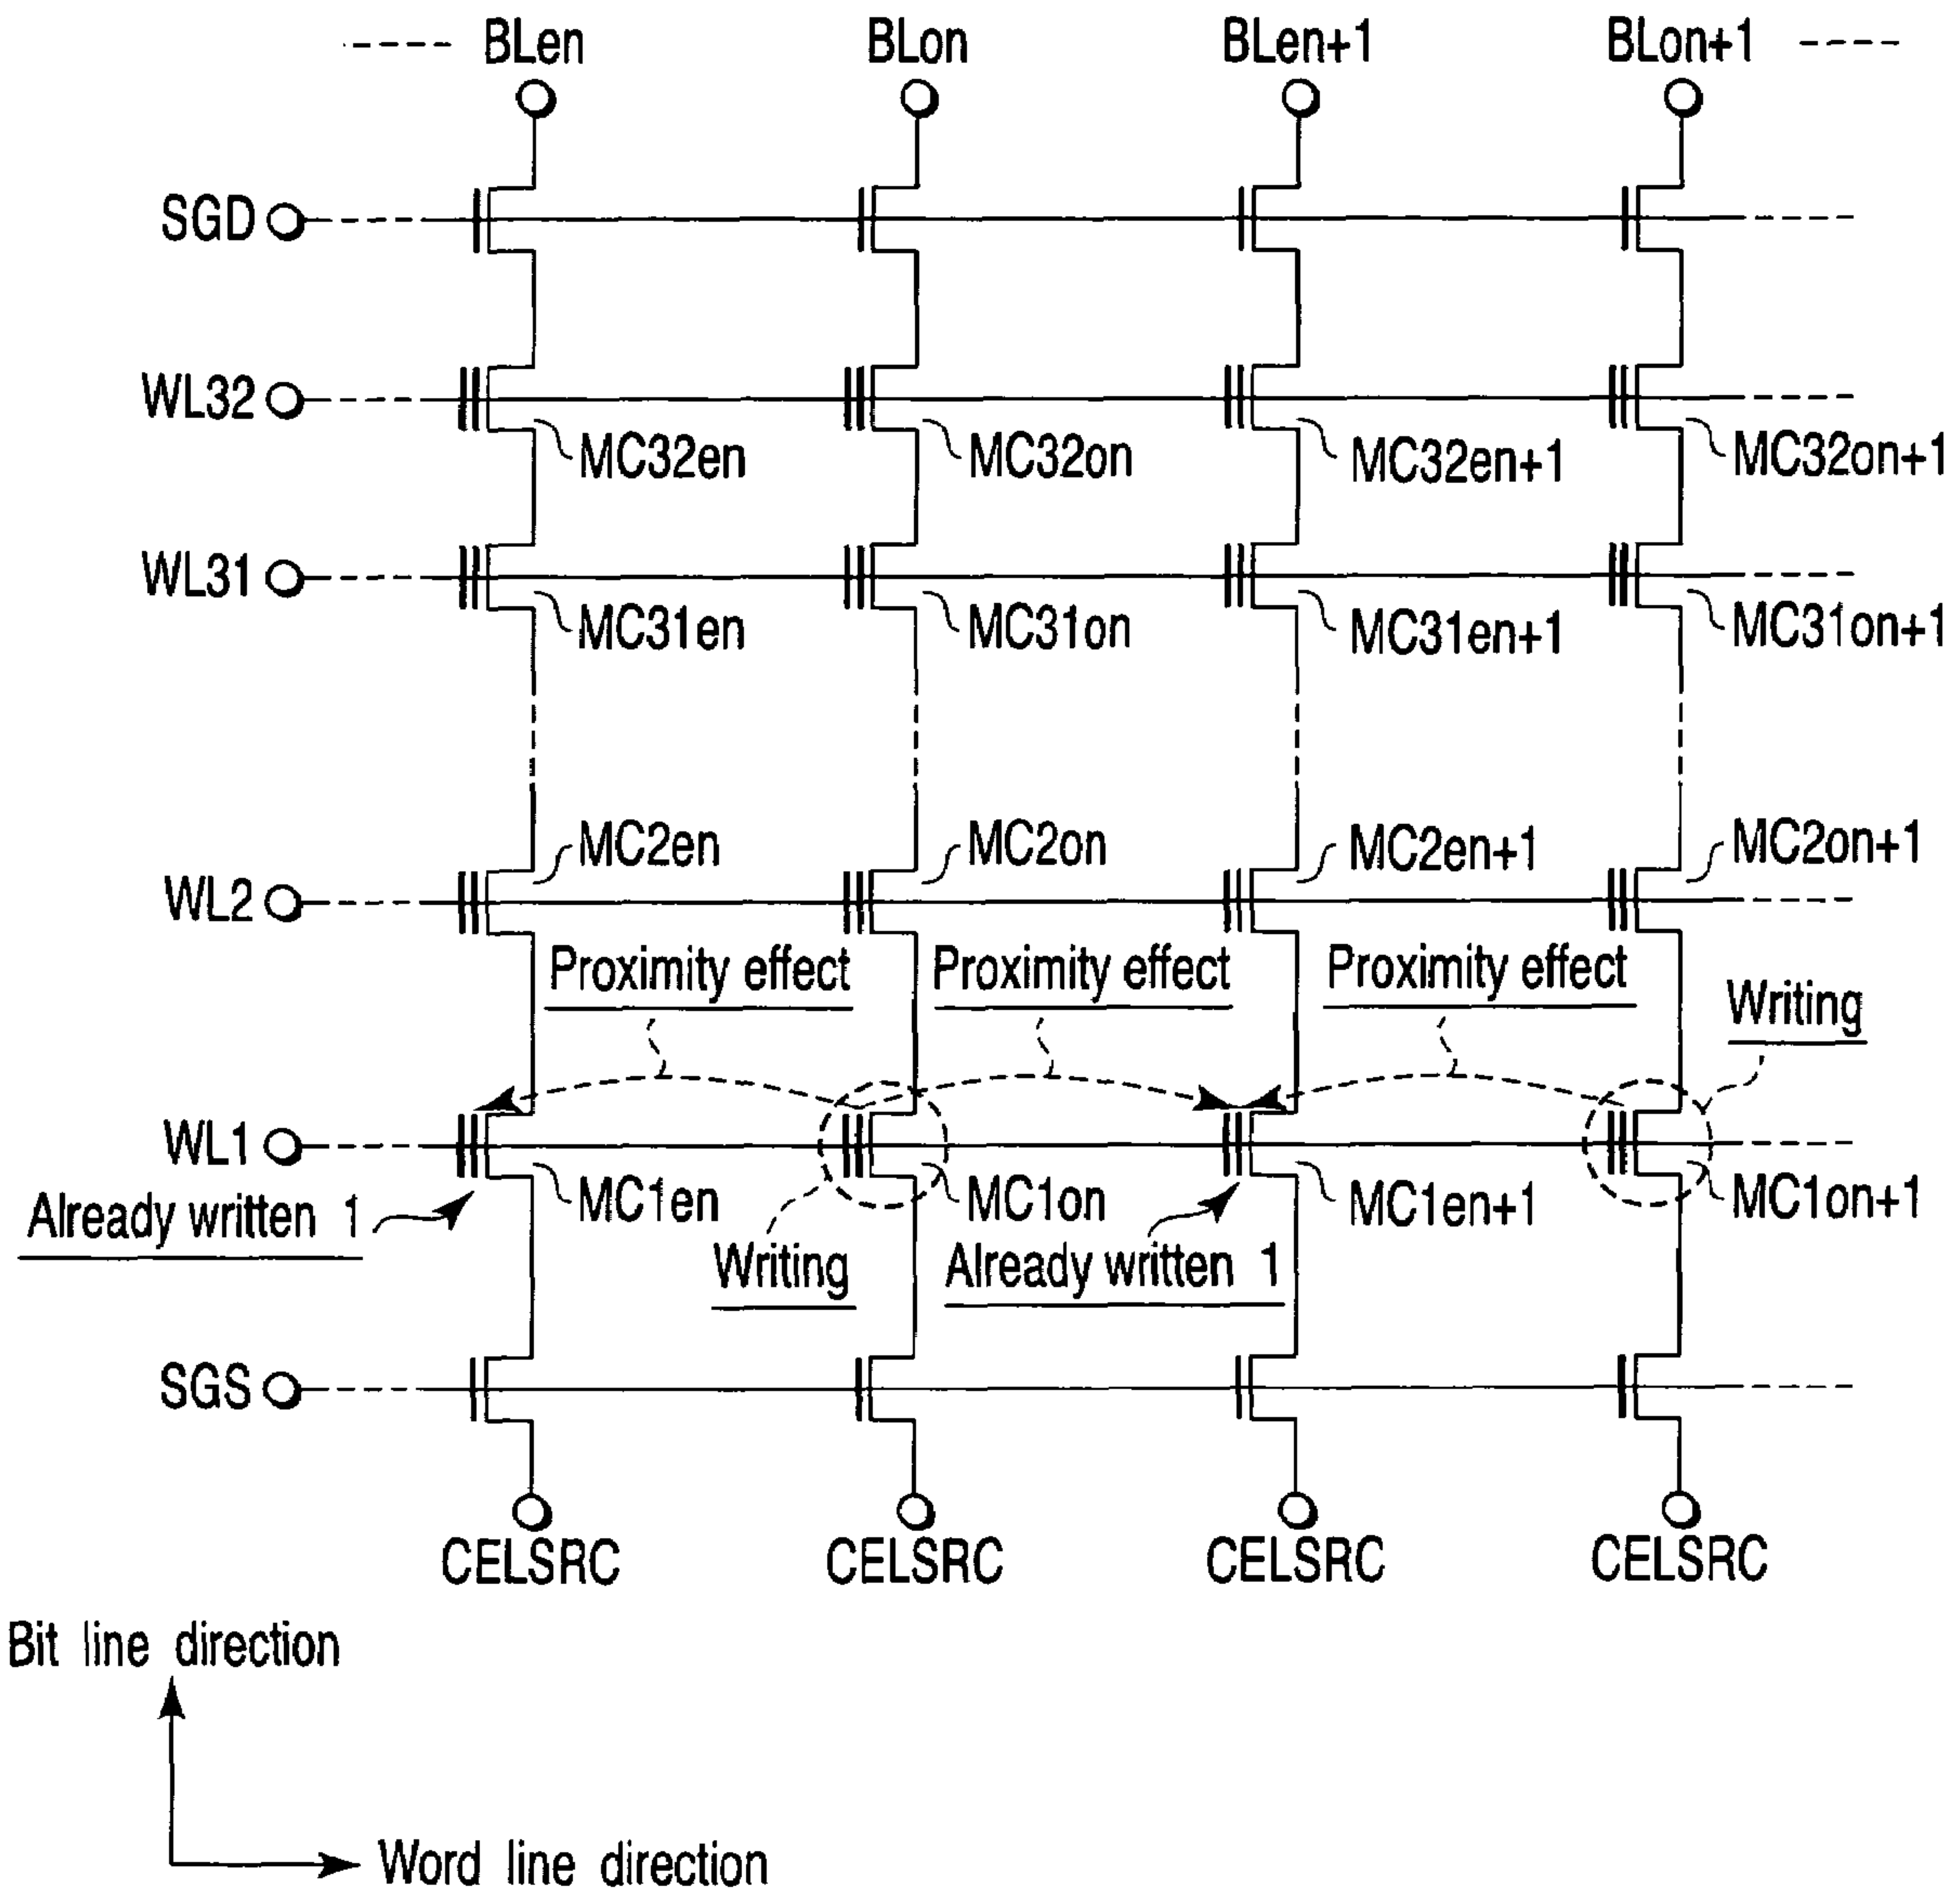 BLen BLon BLen+1 BLon+1
SGD
WL32
MC32en MC32on MC32en+1 MC32on+1
WL31
MC31en MC31on MC31en+1 MC31on+1
MC2en MC2on MC2en+1 MC2on+1
WL2
Proximity effect Proximity effect Proximity effect
Writing
WL1
MC1en MC1on MC1en+1 MC1on+1
Already written 1
Writing Already written 1
SGS
CELSRC CELSRC CELSRC CELSRC
Bit line direction
Word line direction